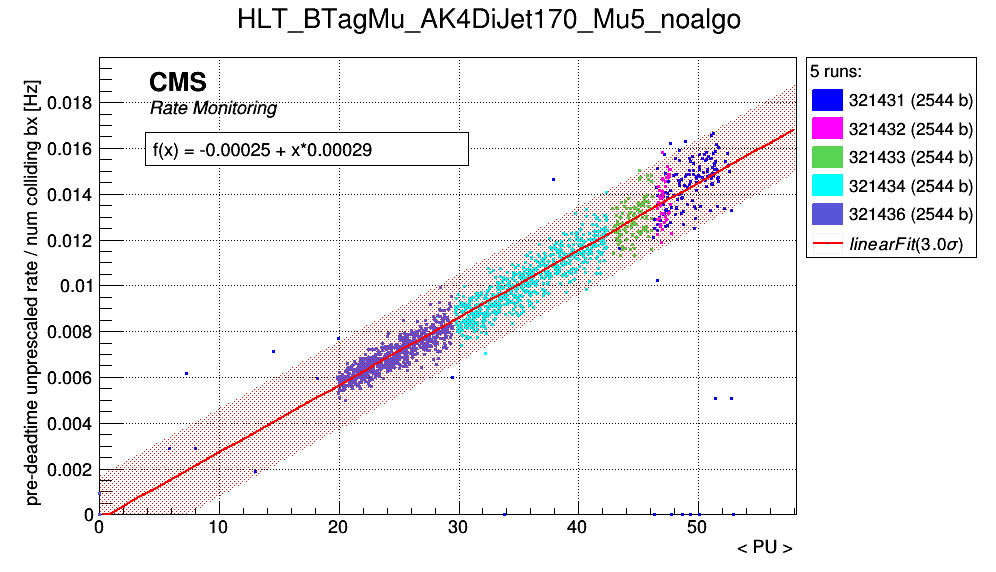 HLT_BTagMu_AK4DiJet170_Mu5_noalgo
CMS
Rate Monitoring
f(x) = -0.00025 + x*0.00029
pre-deadtime unprescaled rate / num colliding bx [Hz]
0.018
0.016
0.014
0.012
0.01
0.008
0.006
0.004
0.002
0
0 10 20 30 40 50
< PU >
5 runs:
321431 (2544 b)
321432 (2544 b)
321433 (2544 b)
321434 (2544 b)
321436 (2544 b)
linearFit(3.0σ)